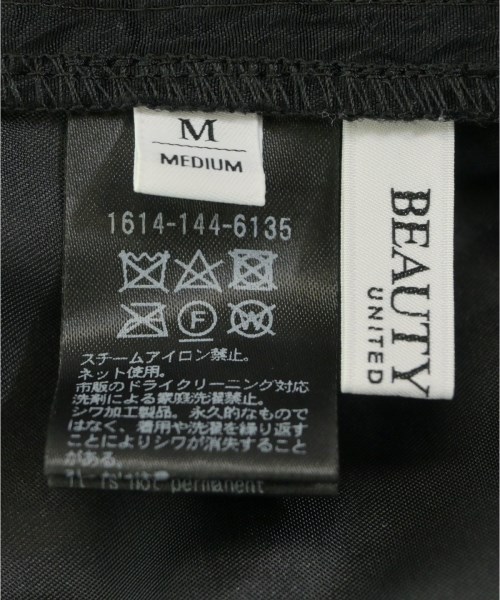 M
MEDIUM
1614-144-6135
F
W
スチームアイロン禁止。
ネット使用。
市販のドライクリーニング対応
洗剤による家庭洗濯禁止。
シワ加工製品。永久的なもので
はなく、着用や洗濯を繰り返す
ことによりシワが消失すること
がある。
It is not permanent
BEAUTY
UNITED